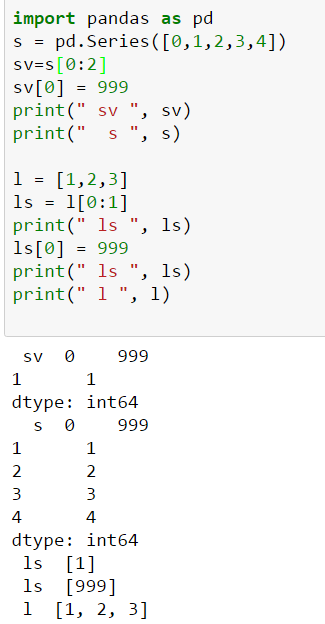 import pandas as pd
s = pd.Series([0,1,2,3,4])
sv=s[0:2]
sv[0] = 999
print(" sv ", sv)
print("  s ", s)

l = [1,2,3]
ls = l[0:1]
print(" ls ", ls)
ls[0] = 999
print(" ls ", ls)
print(" l ", l)

 sv  0    999
1      1
dtype: int64
  s  0    999
1      1
2      2
3      3
4      4
dtype: int64
 ls  [1]
 ls  [999]
 l  [1, 2, 3]